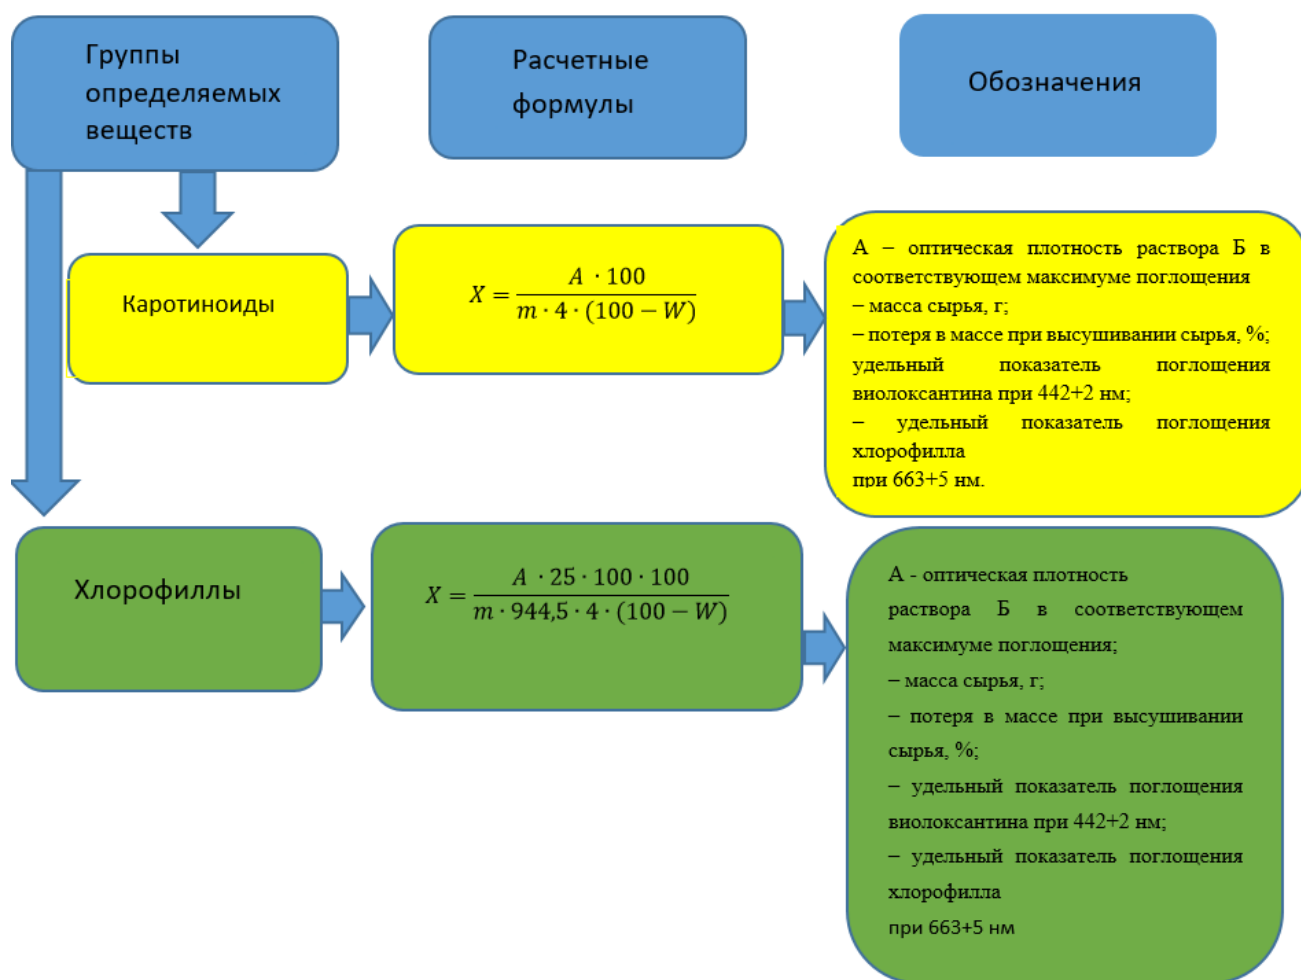 Группы
определяемых
веществ
Расчетные
формулы
Обозначения
Каротиноиды
X = A · 100 / m · 4 · (100 − W)
А – оптическая плотность раствора Б в
соответствующем максимуме поглощения
– масса сырья, г;
– потеря в массе при высушивании сырья, %;
удельный показатель поглощения
виолоксантина при 442+2 нм;
– удельный показатель поглощения
хлорофилла
при 663+5 нм.
Хлорофиллы
X = A · 25 · 100 · 100 / m · 944,5 · 4 · (100 − W)
А - оптическая плотность
раствора Б в соответствующем
максимуме поглощения;
– масса сырья, г;
– потеря в массе при высушивании
сырья, %;
– удельный показатель поглощения
виолоксантина при 442+2 нм;
– удельный показатель поглощения
хлорофилла
при 663+5 нм